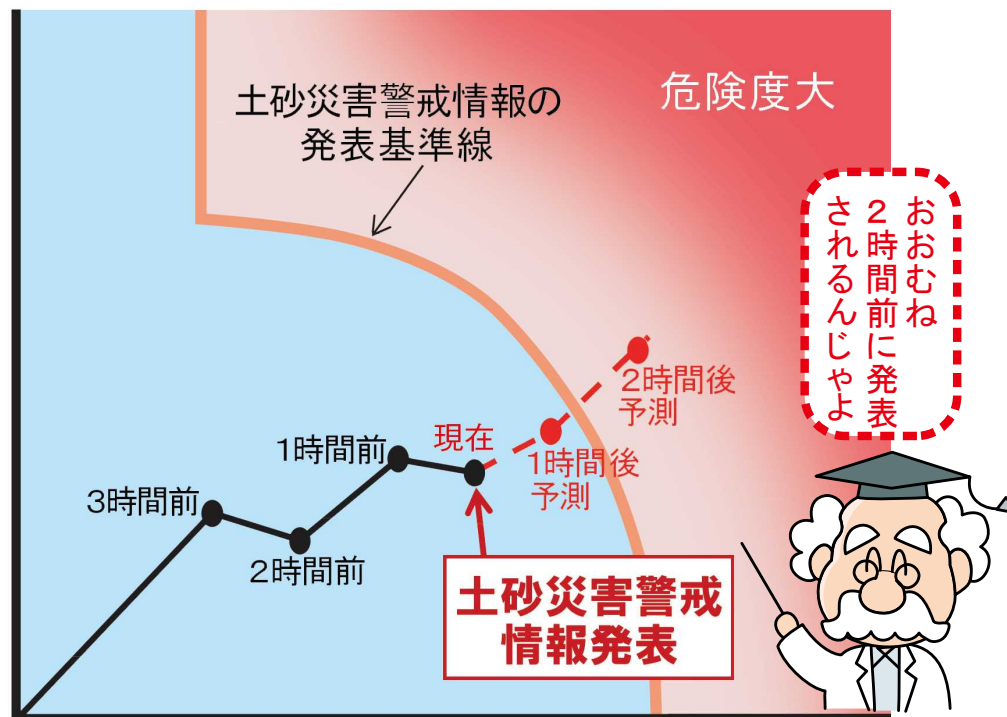 土砂災害警戒情報の
発表基準線
危険度大
おおむね
２時間前に発表
されるんじゃよ
2時間後
予測
現在
1時間後
予測
1時間前
3時間前
2時間前
土砂災害警戒
情報発表